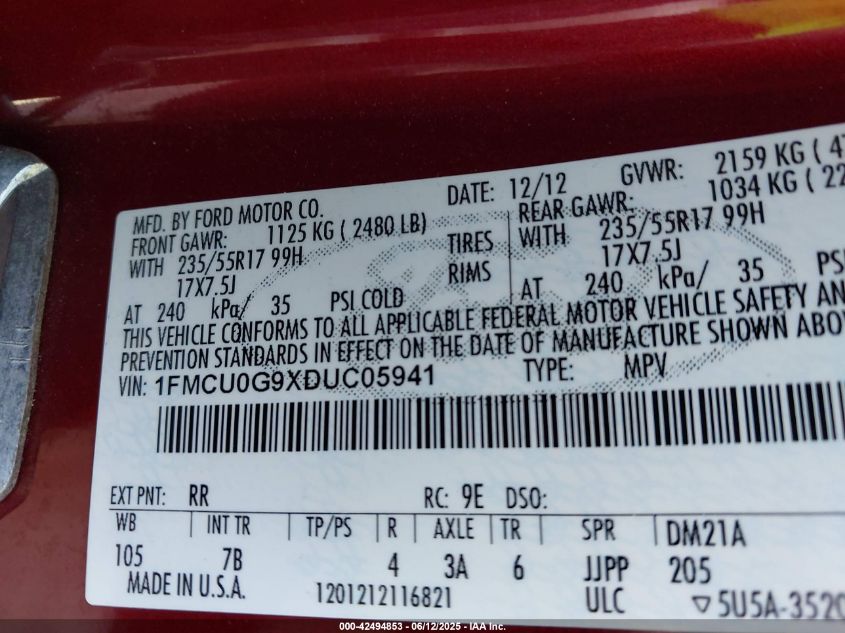 MFD. BY FORD MOTOR CO. DATE: 12/12 GVWR: 2159 KG ( 47
FRONT GAWR: 1125 KG ( 2480 LB) REAR GAWR: 1034 KG ( 22
WITH 235/55R17 99H TIRES WITH 235/55R17 99H
17X7.5J RIMS 17X7.5J
AT 240 kPa/ 35 PSI COLD AT 240 kPa/ 35 PS
THIS VEHICLE CONFORMS TO ALL APPLICABLE FEDERAL MOTOR VEHICLE SAFETY AN
PREVENTION STANDARDS IN EFFECT ON THE DATE OF MANUFACTURE SHOWN ABO
VIN: 1FMCU0G9XDUC05941 TYPE: MPV
EXT PNT: RR RC: 9E DSO:
WB INT TR TP/PS R AXLE TR SPR DM21A
105 7B 4 3A 6 JJPP 205
MADE IN U.S.A. 1201212116821 ULC ▽5U5A-3520
000-42494853 - 06/12/2025 - IAA Inc.